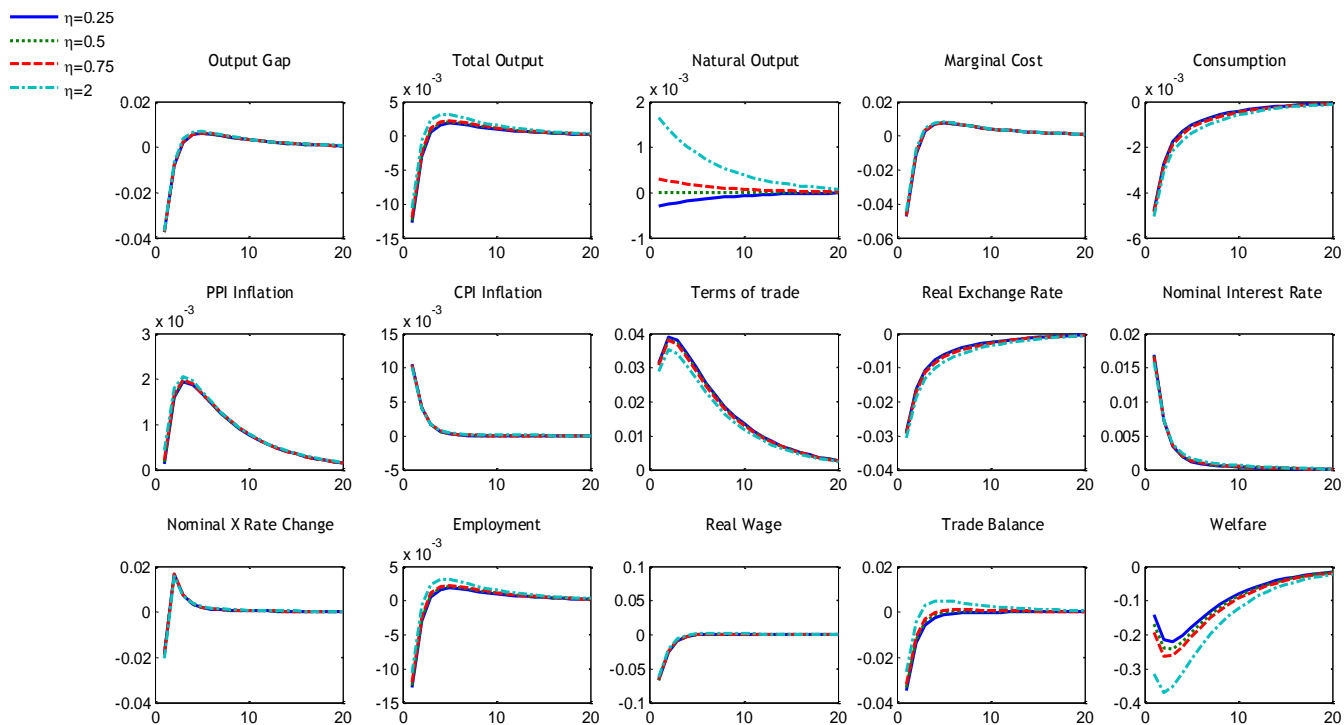 η=0.25
η=0.5
η=0.75
η=2
Output Gap
0.02
0
-0.02
-0.04
0 10 20
Total Output
x 10^-3
5
0
-5
-10
-15
0 10 20
Natural Output
x 10^-3
2
1
0
-1
0 10 20
Marginal Cost
0.02
0
-0.02
-0.04
-0.06
0 10 20
Consumption
x 10^-3
0
-2
-4
-6
0 10 20
PPI Inflation
x 10^-3
3
2
1
0
0 10 20
CPI Inflation
x 10^-3
15
10
5
0
-5
0 10 20
Terms of trade
0.04
0.03
0.02
0.01
0
0 10 20
Real Exchange Rate
0
-0.01
-0.02
-0.03
-0.04
0 10 20
Nominal Interest Rate
0.02
0.015
0.01
0.005
0
0 10 20
Nominal X Rate Change
0.02
0
-0.02
-0.04
0 10 20
Employment
x 10^-3
5
0
-5
-10
-15
0 10 20
Real Wage
0.1
0.05
0
-0.05
-0.1
0 10 20
Trade Balance
0.02
0
-0.02
-0.04
0 10 20
Welfare
0
-0.1
-0.2
-0.3
-0.4
0 10 20